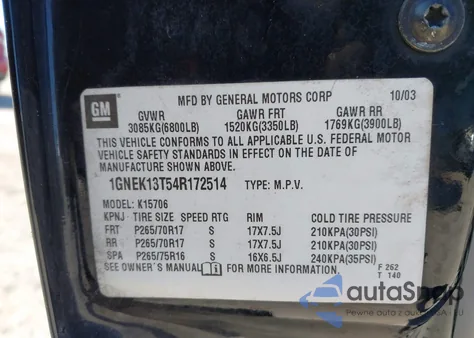 GM
MFD BY GENERAL MOTORS CORP 10/03
GVWR GAWR FRT GAWR RR
3085KG(6800LB) 1520KG(3350LB) 1769KG(3900LB)
THIS VEHICLE CONFORMS TO ALL APPLICABLE U.S. FEDERAL MOTOR
VEHICLE SAFETY STANDARDS IN EFFECT ON THE DATE OF
MANUFACTURE SHOWN ABOVE.
1GNEK13T54R172514 TYPE: M.P.V.
MODEL: K15706
KPNJ TIRE SIZE SPEED RTG RIM COLD TIRE PRESSURE
FRT P265/70R17 S 17X7.5J 210KPA(30PSI)
RR P265/70R17 S 17X7.5J 210KPA(30PSI)
SPA P265/75R16 S 16X6.5J 240KPA(35PSI)
SEE OWNER'S MANUAL i FOR MORE INFORMATION.
F 262
T 140
autoSnap
Pewne auta z